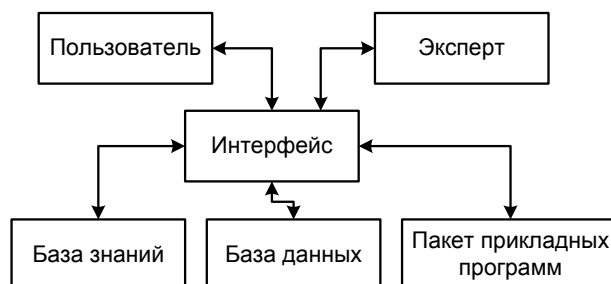 Пользователь
Эксперт
Интерфейс
База знаний
База данных
Пакет прикладных
программ